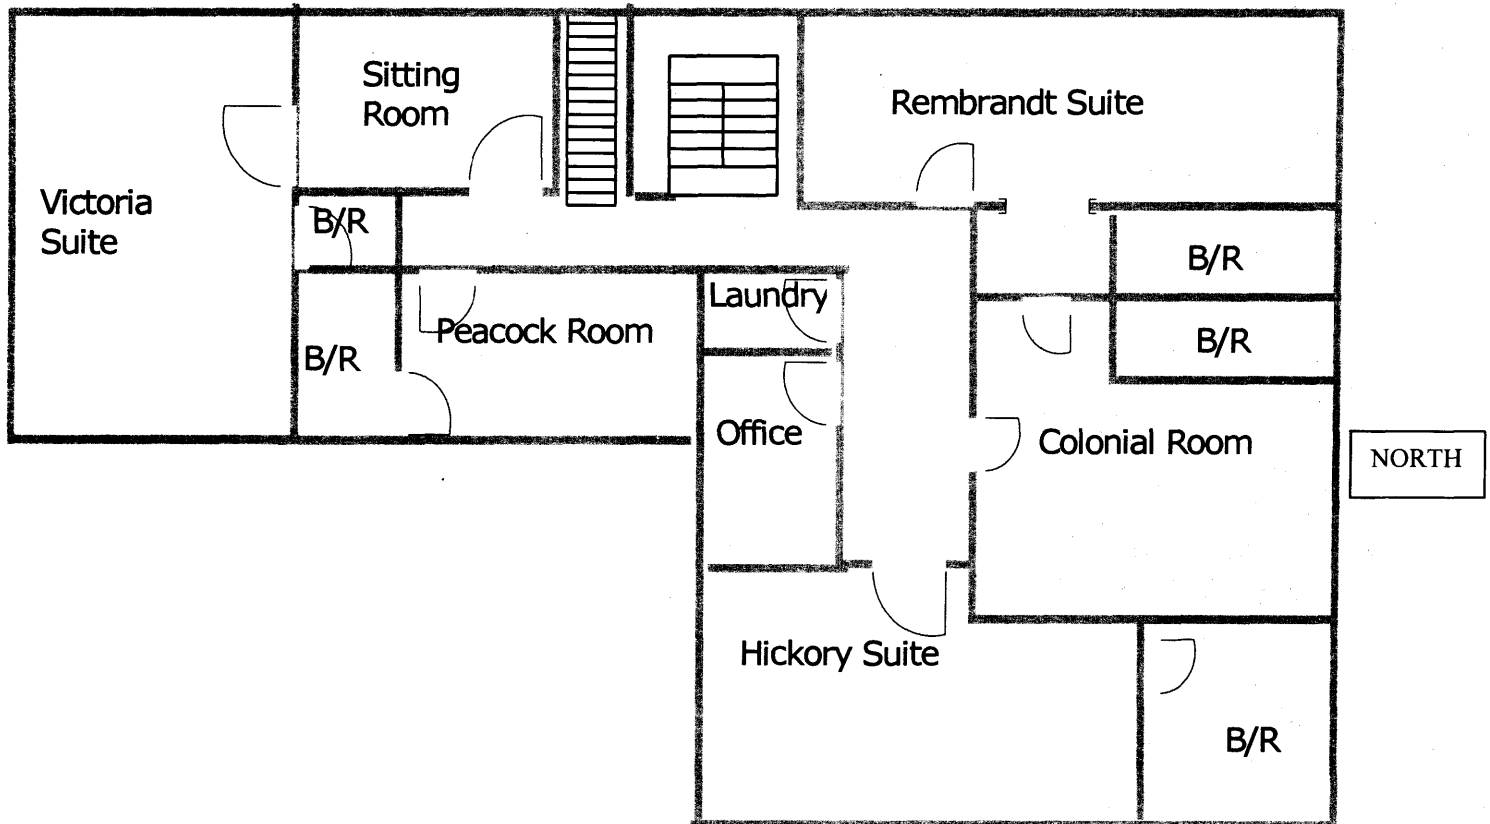 Sitting
Room
Rembrandt Suite
Victoria
Suite
B/R
B/R
Laundry
Peacock Room
B/R
B/R
Office
Colonial Room
NORTH
Hickory Suite
B/R